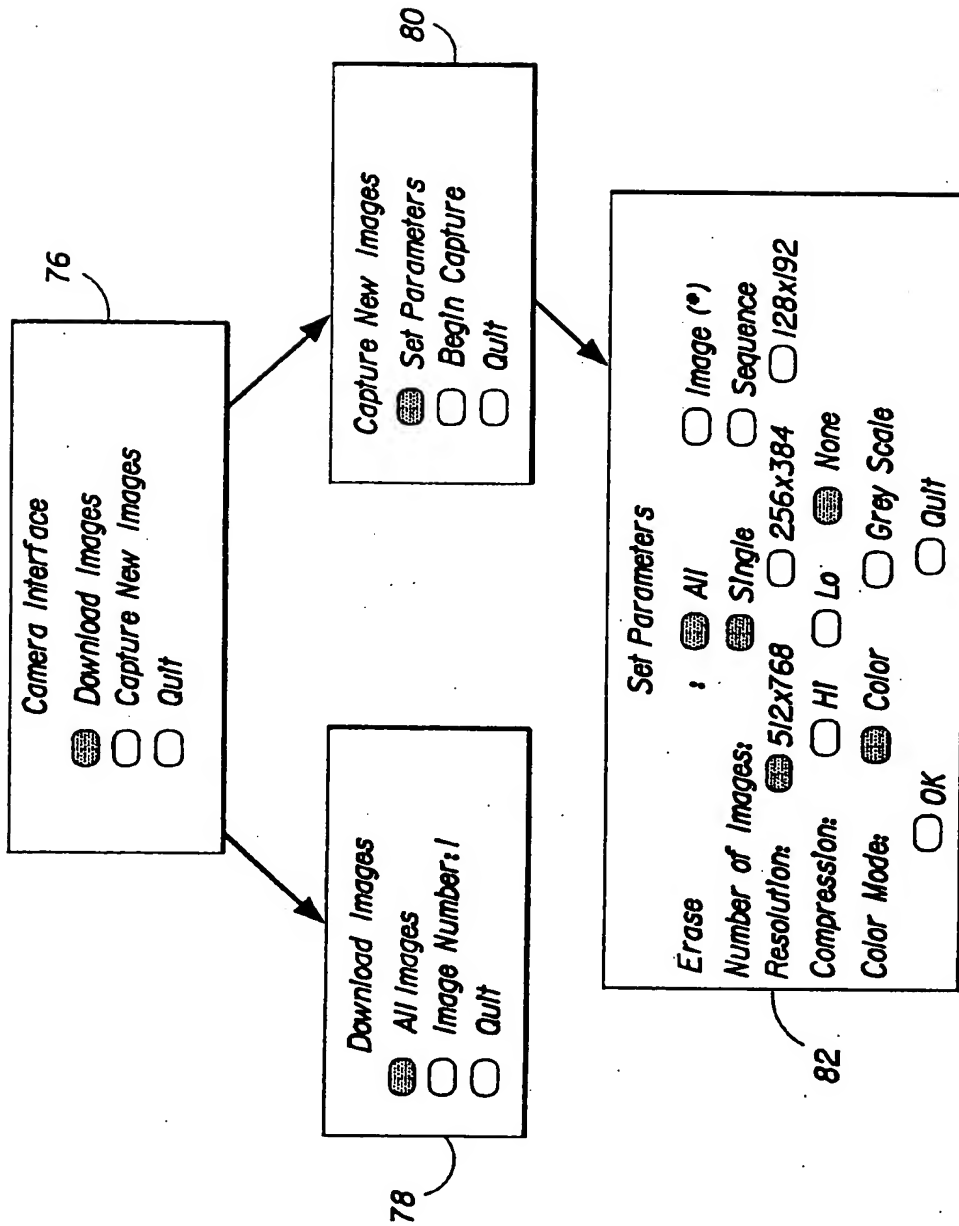 76
Camera Interface
Download Images
Capture New Images
Quit
78
Download Images
All Images
Image Number: 1
Quit
80
Capture New Images
Set Parameters
Begin Capture
Quit
82
Set Parameters
Erase : All Image (*)
Number of Images: Single Sequence
Resolution: 512x768 256x384 128x192
Compression: Hi Lo None
Color Mode: Color Grey Scale
OK Quit